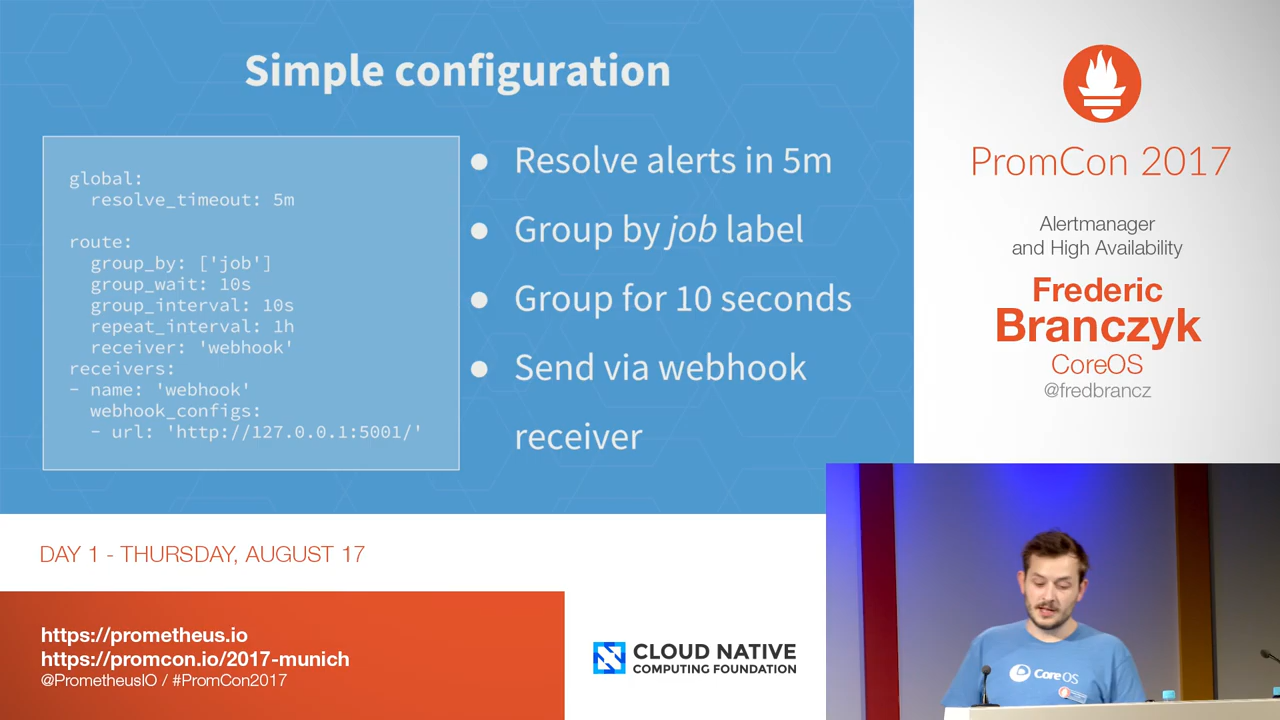 Simple configuration
global:
resolve_timeout: 5m
route:
group_by: ['job']
group_wait: 10s
group_interval: 10s
repeat_interval: 1h
receiver: 'webhook'
receivers:
- name: 'webhook'
webhook_configs:
- url: 'http://127.0.0.1:5001/'
● Resolve alerts in 5m
● Group by job label
● Group for 10 seconds
● Send via webhook
receiver
PromCon 2017
Alertmanager
and High Availability
Frederic
Branczyk
CoreOS
@fredbrancz
DAY 1 - THURSDAY, AUGUST 17
https://prometheus.io
https://promcon.io/2017-munich
@PrometheusIO / #PromCon2017
CLOUD NATIVE
COMPUTING FOUNDATION
CoreOS